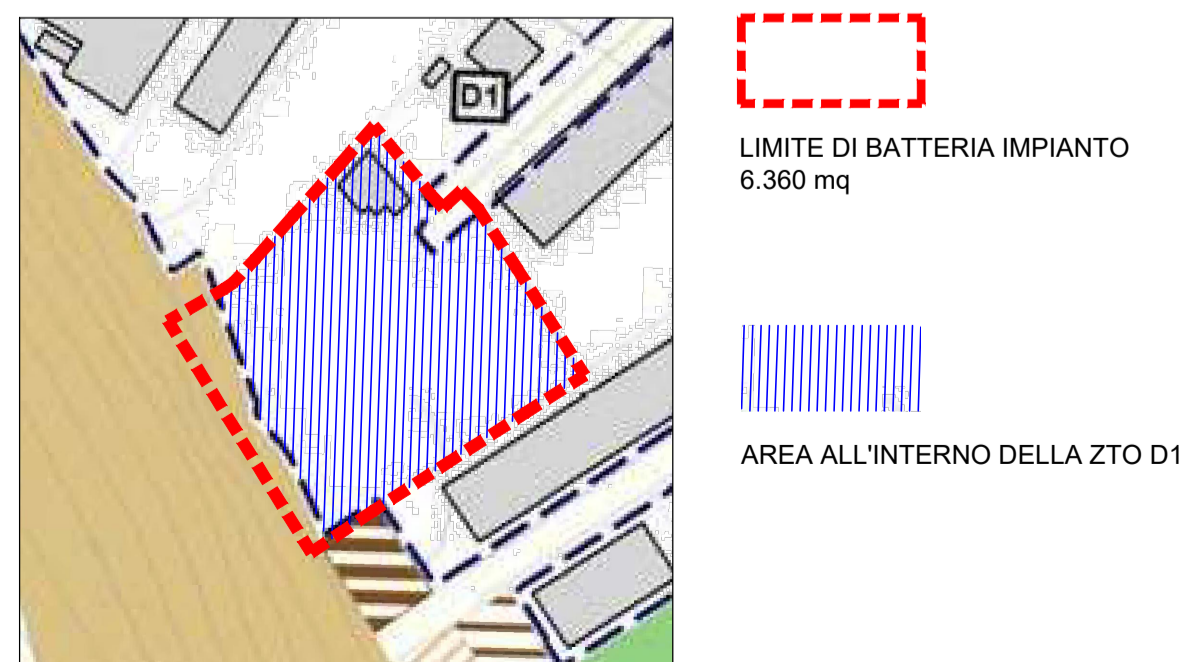 D1
LIMITE DI BATTERIA IMPIANTO
6.360 mq
AREA ALL'INTERNO DELLA ZTO D1